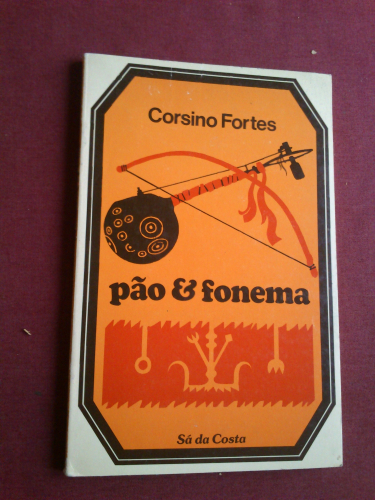 Corsino Fortes
pão & fonema
Sá da Costa